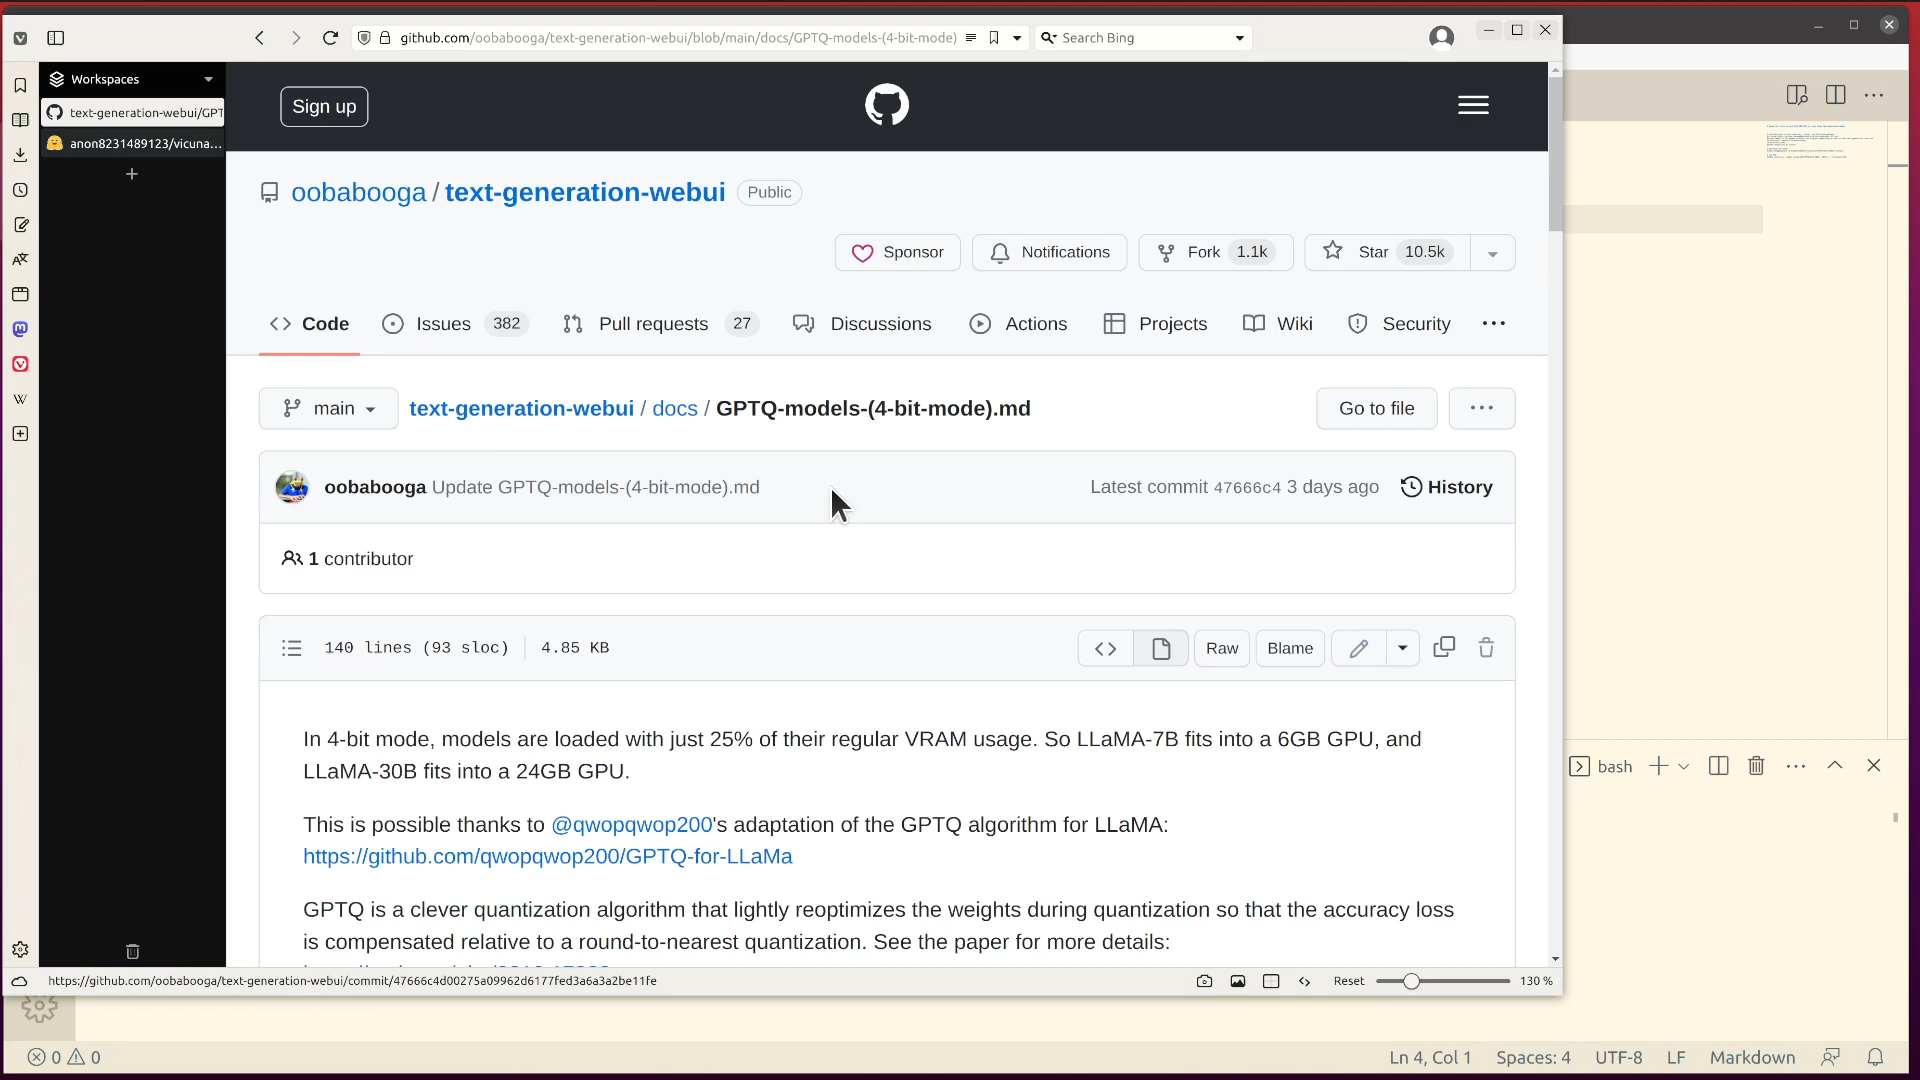 github.com/oobabooga/text-generation-webui/blob/main/docs/GPTQ-models-(4-bit-mode)
Search Bing
Workspaces
text-generation-webui/GPT
anon8231489123/vicuna...
Sign up
oobabooga / text-generation-webui Public
Sponsor Notifications Fork 1.1k Star 10.5k
Code Issues 382 Pull requests 27 Discussions Actions Projects Wiki Security
main text-generation-webui / docs / GPTQ-models-(4-bit-mode).md Go to file
oobabooga Update GPTQ-models-(4-bit-mode).md Latest commit 47666c4 3 days ago History
1 contributor
140 lines (93 sloc) 4.85 KB Raw Blame
In 4-bit mode, models are loaded with just 25% of their regular VRAM usage. So LLaMA-7B fits into a 6GB GPU, and
LLaMA-30B fits into a 24GB GPU.
This is possible thanks to @qwopqwop200's adaptation of the GPTQ algorithm for LLaMA:
https://github.com/qwopqwop200/GPTQ-for-LLaMa
GPTQ is a clever quantization algorithm that lightly reoptimizes the weights during quantization so that the accuracy loss
is compensated relative to a round-to-nearest quantization. See the paper for more details:
https://github.com/oobabooga/text-generation-webui/commit/47666c4d00275a09962d6177fed3a6a3a2be11fe
Reset 130 %
bash
0 0
Ln 4, Col 1 Spaces: 4 UTF-8 LF Markdown